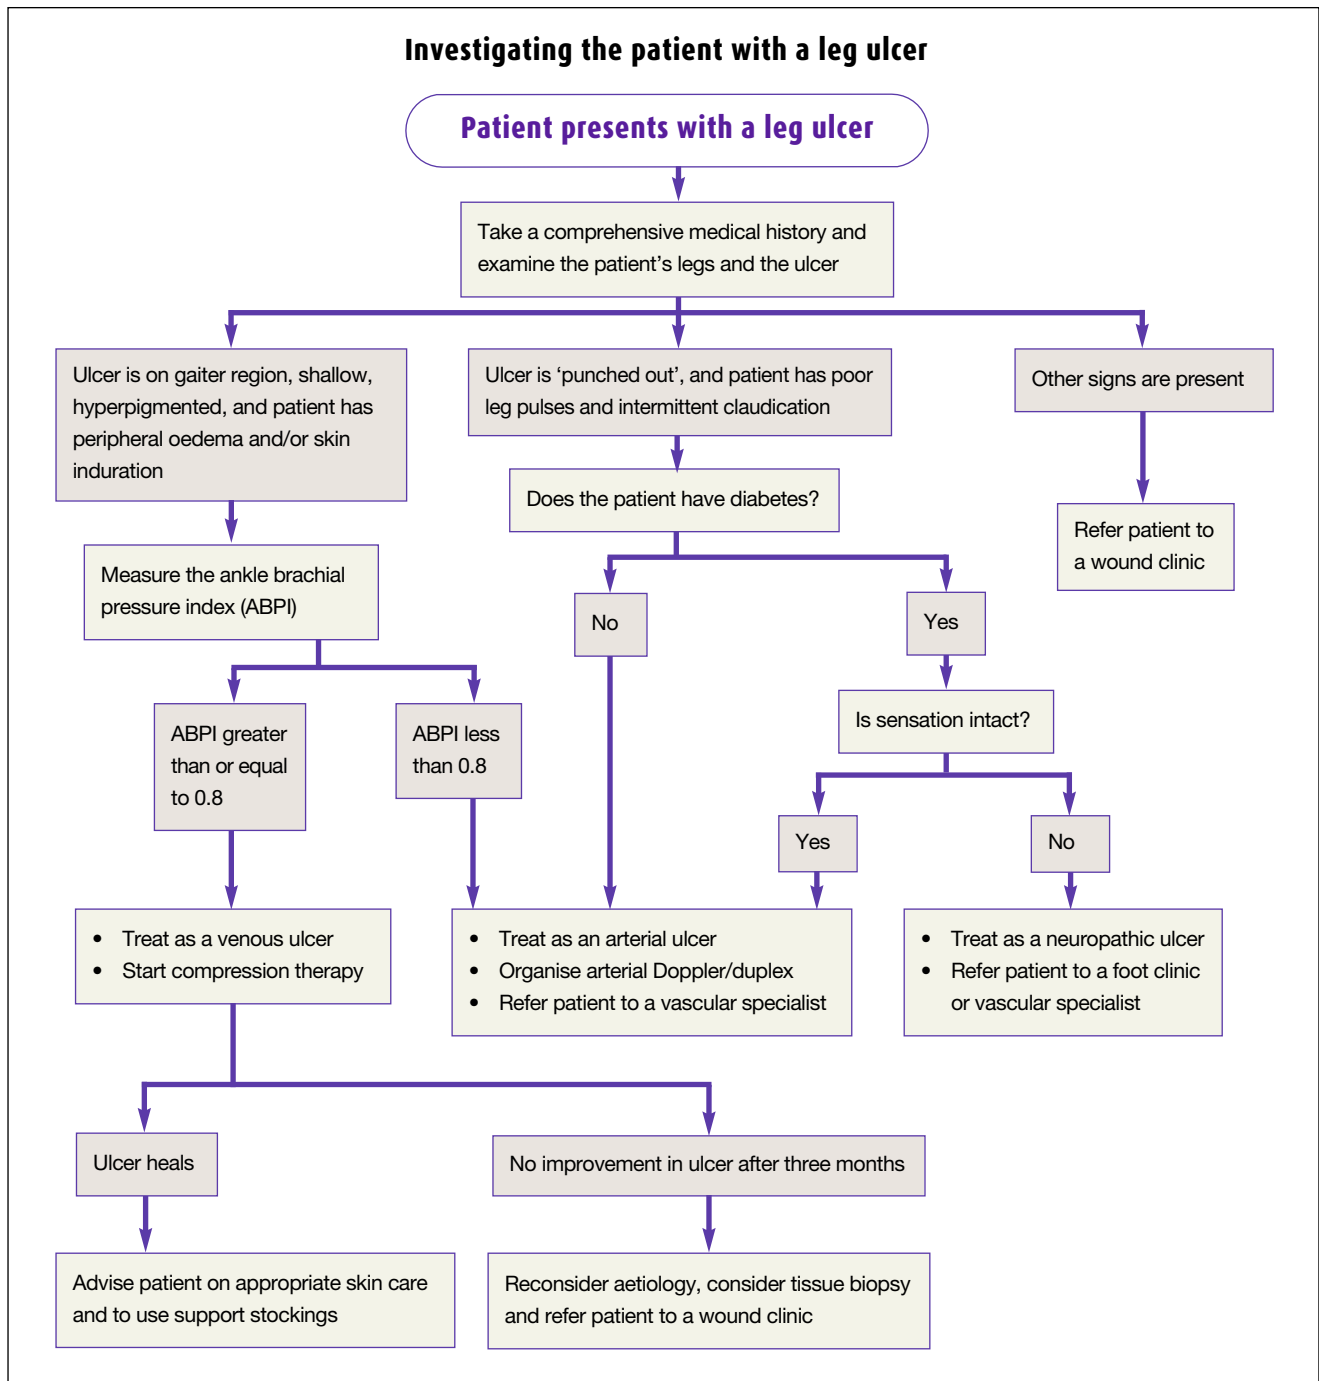 Investigating the patient with a leg ulcer
Patient presents with a leg ulcer
Take a comprehensive medical history and
examine the patient’s legs and the ulcer
Ulcer is on gaiter region, shallow,
hyperpigmented, and patient has
peripheral oedema and/or skin
induration
Ulcer is ‘punched out’, and patient has poor
leg pulses and intermittent claudication
Other signs are present
Does the patient have diabetes?
Refer patient to
a wound clinic
Measure the ankle brachial
pressure index (ABPI)
No
Yes
Is sensation intact?
ABPI greater
than or equal
to 0.8
ABPI less
than 0.8
Yes
No
• Treat as a venous ulcer
• Start compression therapy
• Treat as an arterial ulcer
• Organise arterial Doppler/duplex
• Refer patient to a vascular specialist
• Treat as a neuropathic ulcer
• Refer patient to a foot clinic
or vascular specialist
Ulcer heals
No improvement in ulcer after three months
Advise patient on appropriate skin care
and to use support stockings
Reconsider aetiology, consider tissue biopsy
and refer patient to a wound clinic